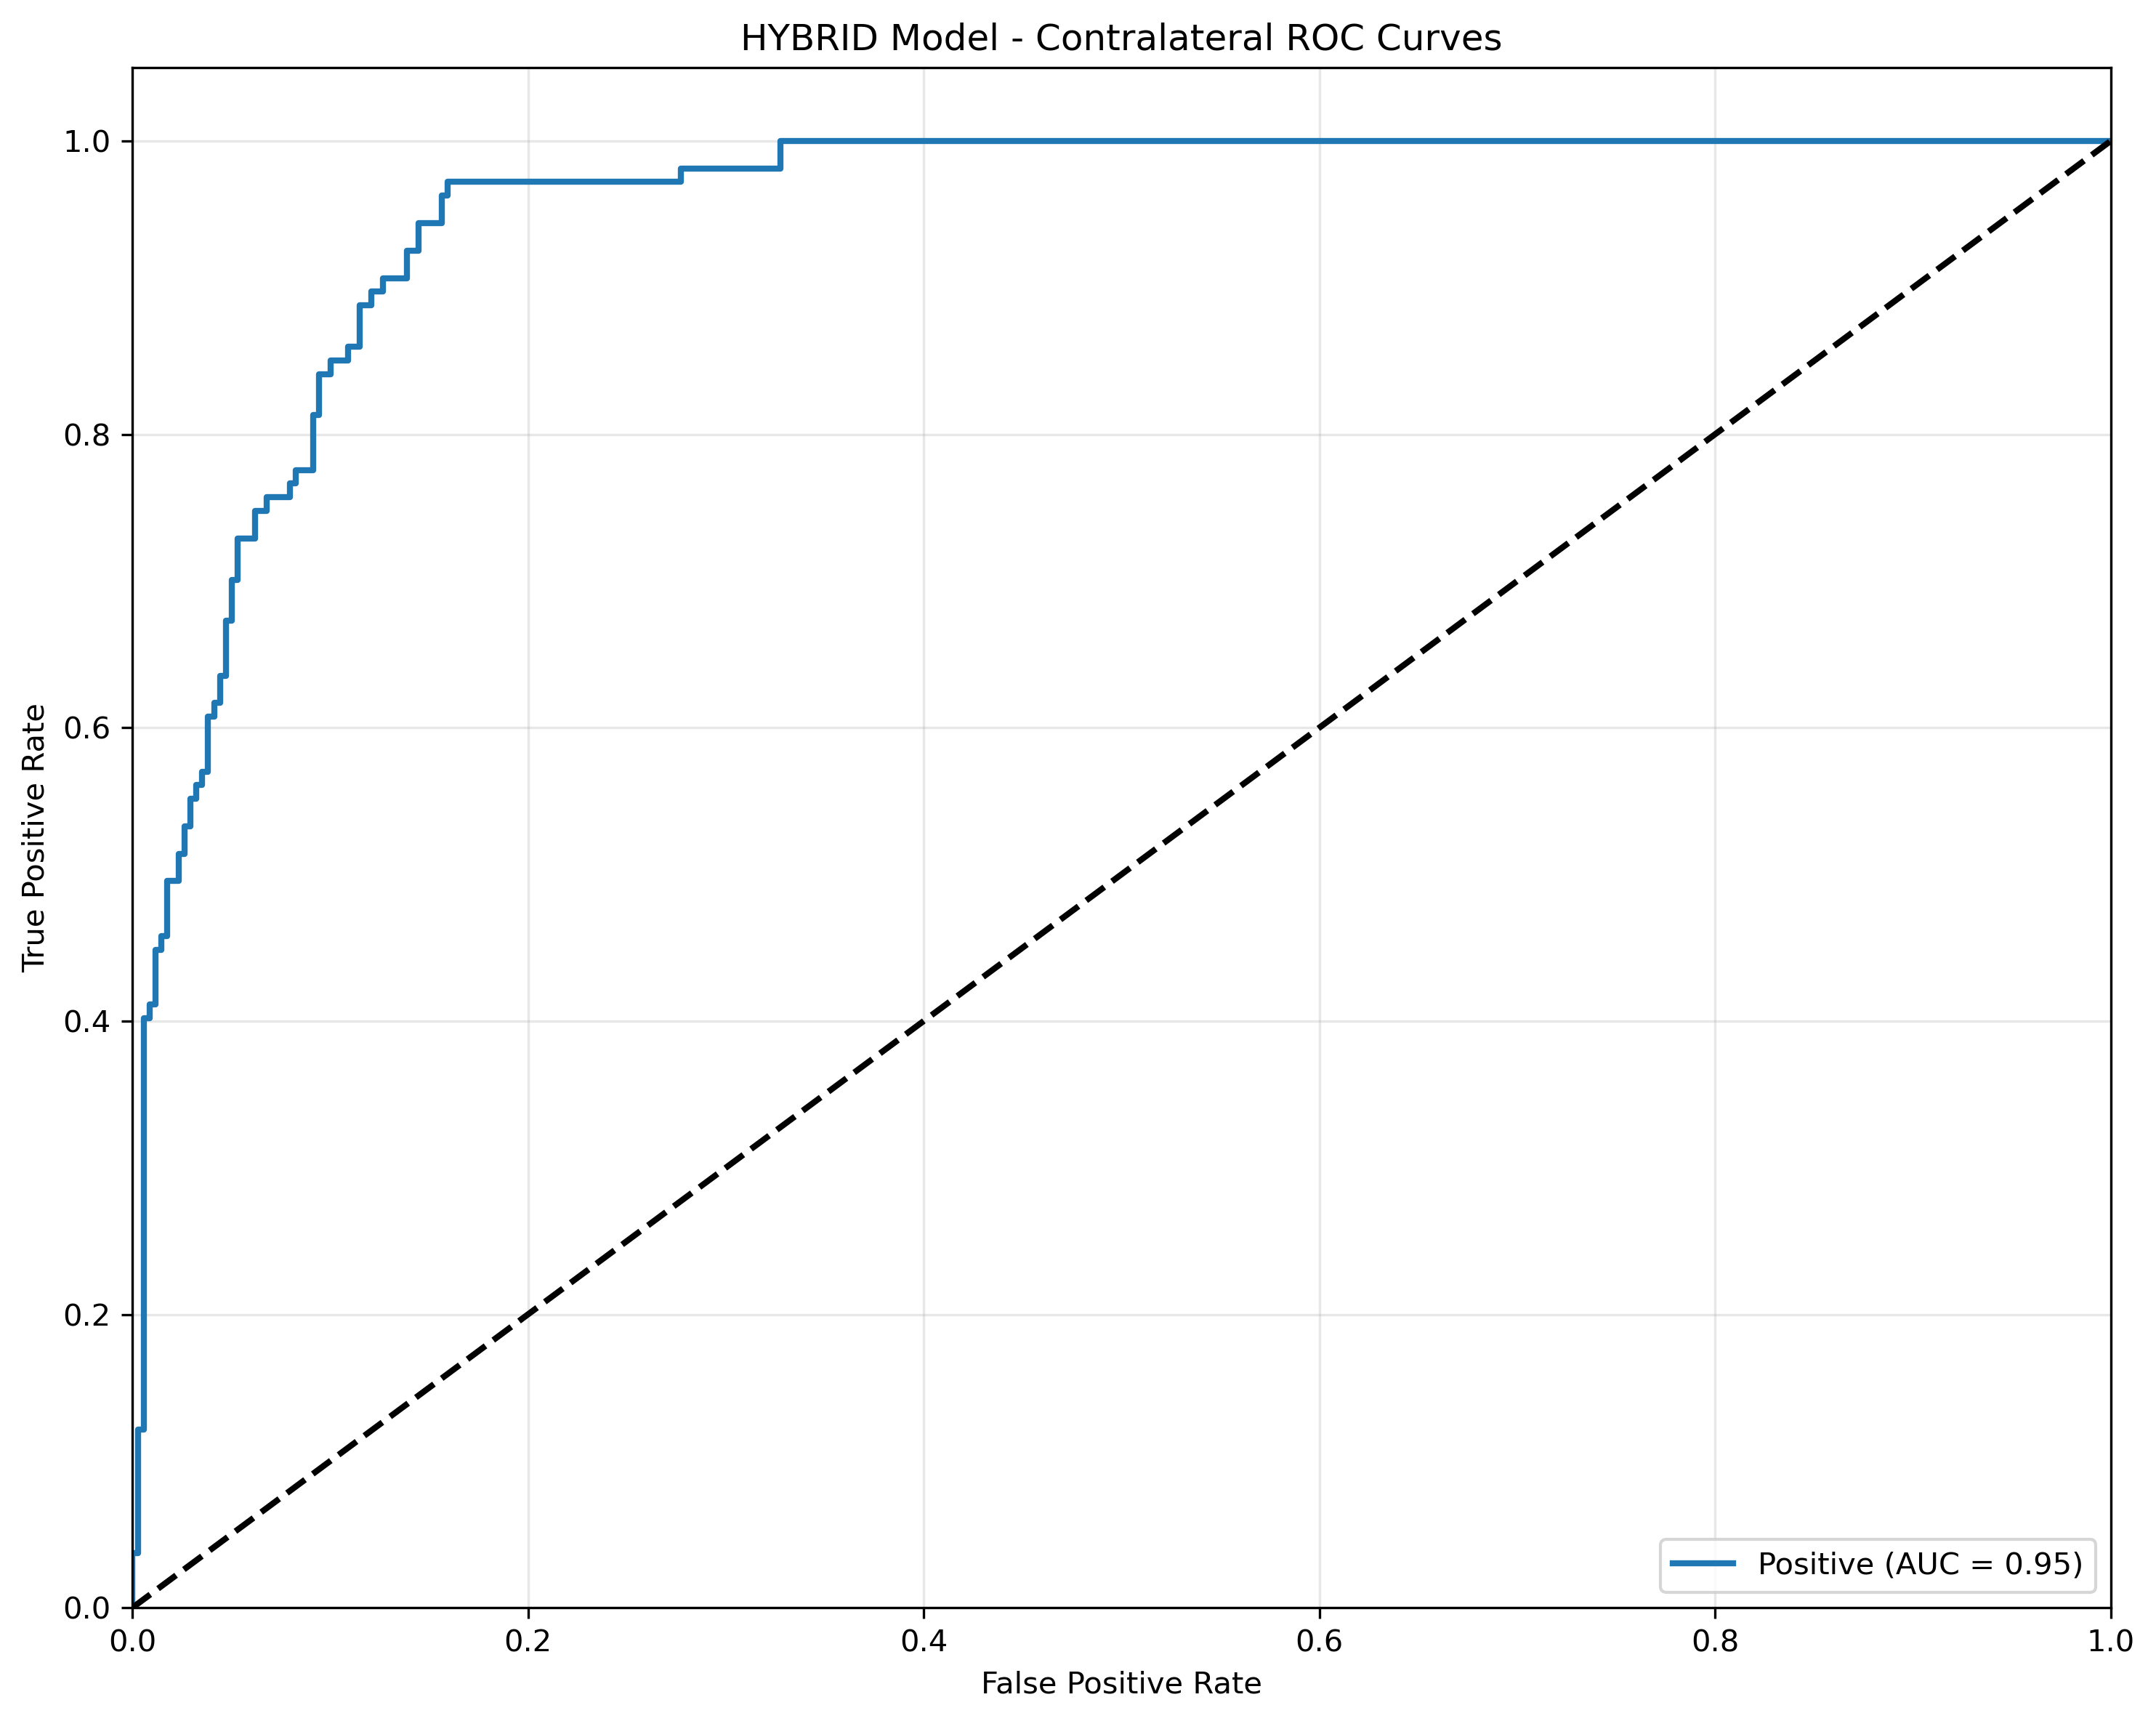 HYBRID Model - Contralateral ROC Curves
True Positive Rate
1.0
0.8
0.6
0.4
0.2
0.0
0.0 0.2 0.4 0.6 0.8 1.0
False Positive Rate
Positive (AUC = 0.95)